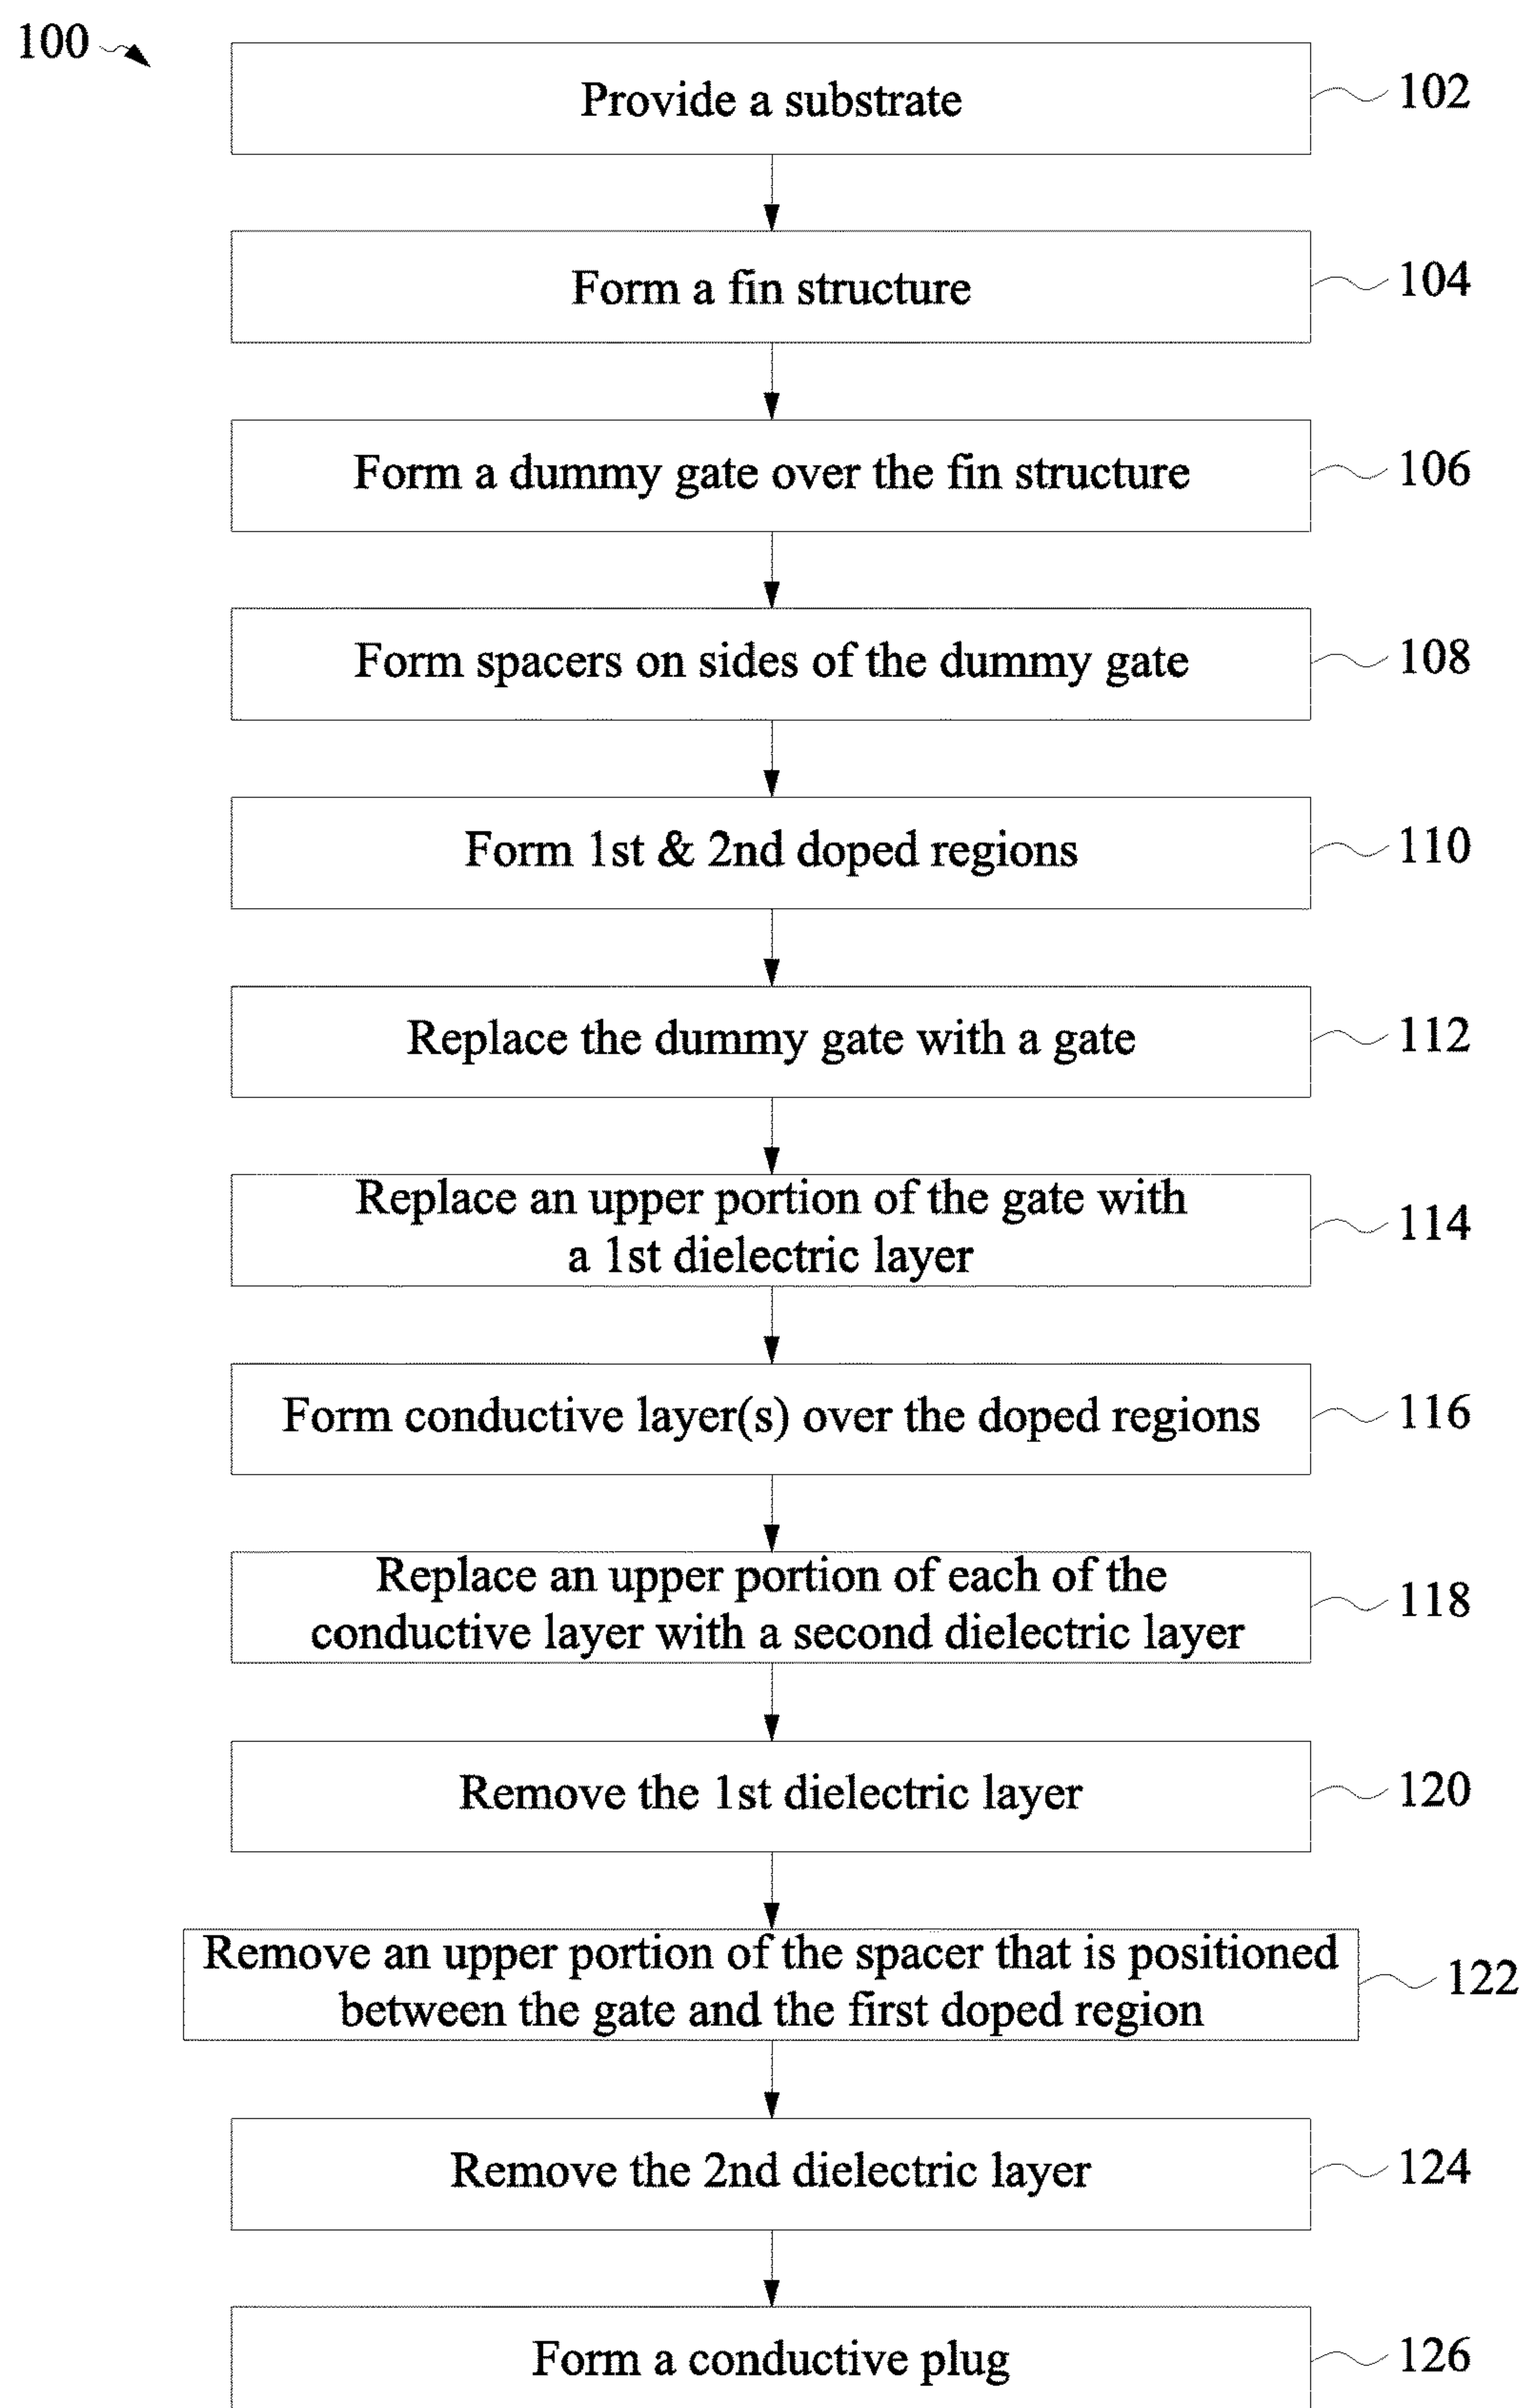 100
Provide a substrate
102
Form a fin structure
104
Form a dummy gate over the fin structure
106
Form spacers on sides of the dummy gate
108
Form 1st & 2nd doped regions
110
Replace the dummy gate with a gate
112
Replace an upper portion of the gate with
a 1st dielectric layer
114
Form conductive layer(s) over the doped regions
116
Replace an upper portion of each of the
conductive layer with a second dielectric layer
118
Remove the 1st dielectric layer
120
Remove an upper portion of the spacer that is positioned
between the gate and the first doped region
122
Remove the 2nd dielectric layer
124
Form a conductive plug
126